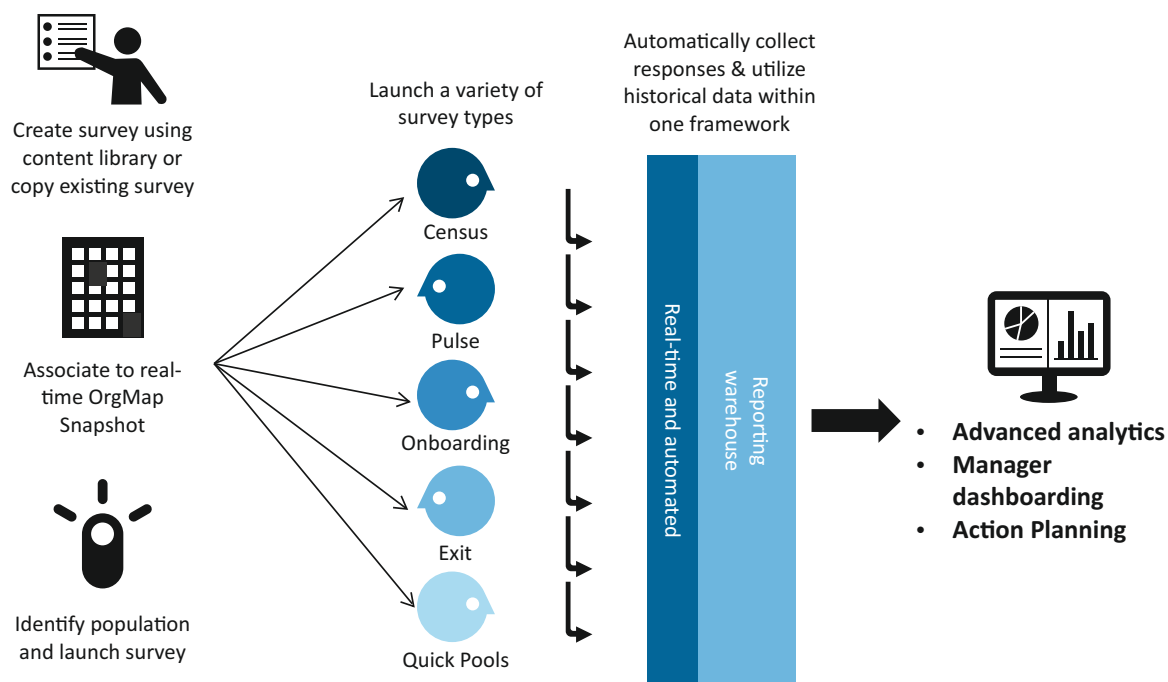 Create survey using
content library or
copy existing survey
Associate to real-
time OrgMap
Snapshot
Identify population
and launch survey
Launch a variety of
survey types
Census
Pulse
Onboarding
Exit
Quick Pools
Automatically collect
responses & utilize
historical data within
one framework
Real-time and automated
Reporting
warehouse
• Advanced analytics
• Manager
dashboarding
• Action Planning